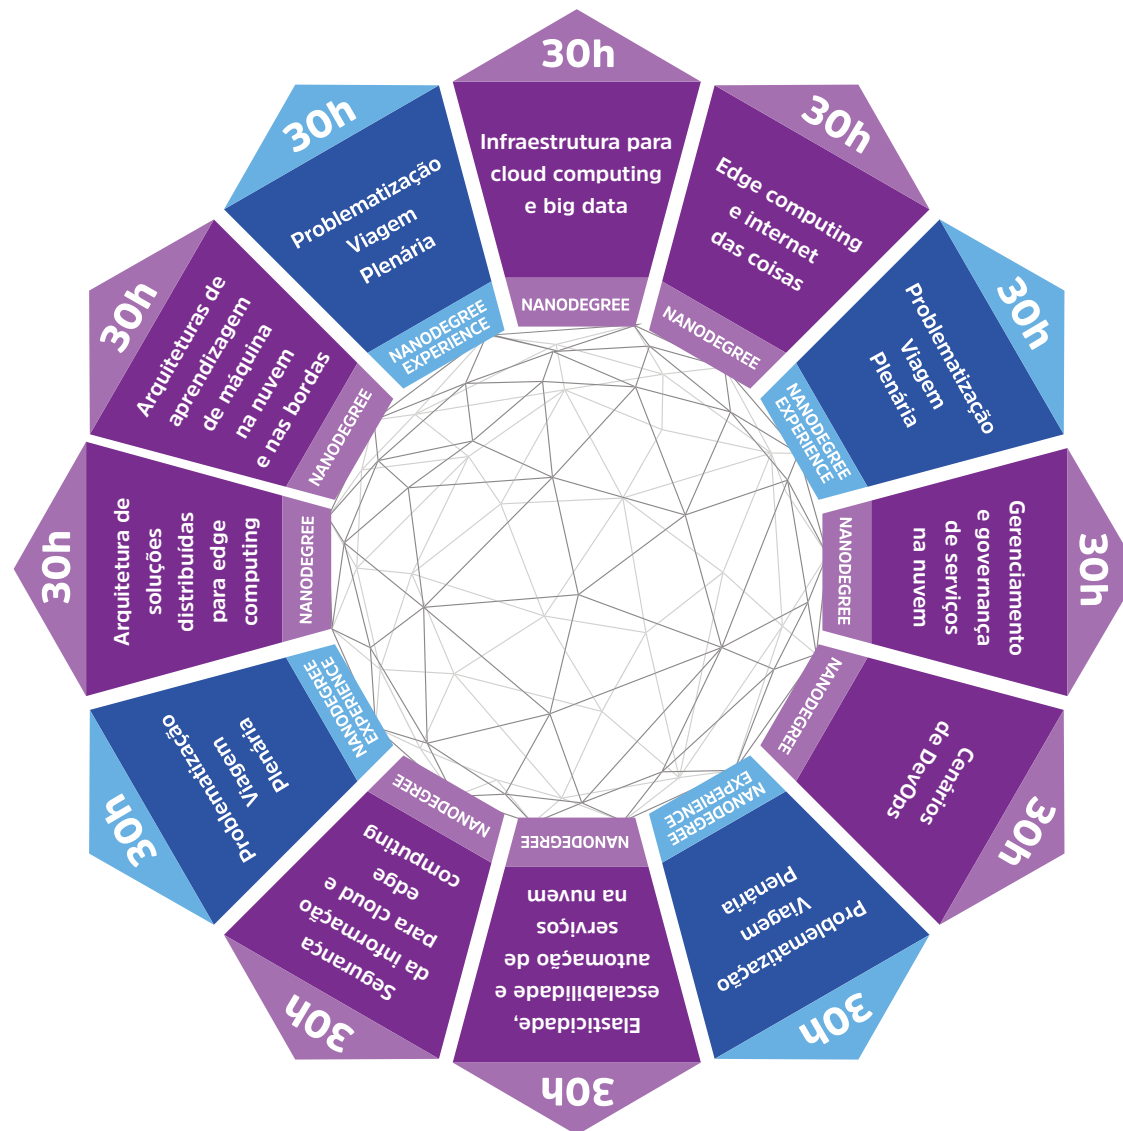 30h
Infraestrutura para
cloud computing
e big data
NANODEGREE
30h
Edge computing
e internet
das coisas
NANODEGREE
30h
Problematização
Viagem
Plenária
NANODEGREE
EXPERIENCE
30h
Gerenciamento
e governança
de serviços
na nuvem
NANODEGREE
30h
Cenários
de DevOps
NANODEGREE
30h
Problematização
Viagem
Plenária
NANODEGREE
EXPERIENCE
30h
Elasticidade,
escalabilidade e
automação de
serviços
na nuvem
NANODEGREE
30h
Segurança
da informação
para cloud e
edge
computing
NANODEGREE
30h
Problematização
Viagem
Plenária
NANODEGREE
EXPERIENCE
30h
Arquitetura de
soluções
distribuídas
para edge
computing
NANODEGREE
30h
Arquiteturas de
aprendizagem
de máquina
na nuvem
e nas bordas
NANODEGREE
30h
Problematização
Viagem
Plenária
NANODEGREE
EXPERIENCE